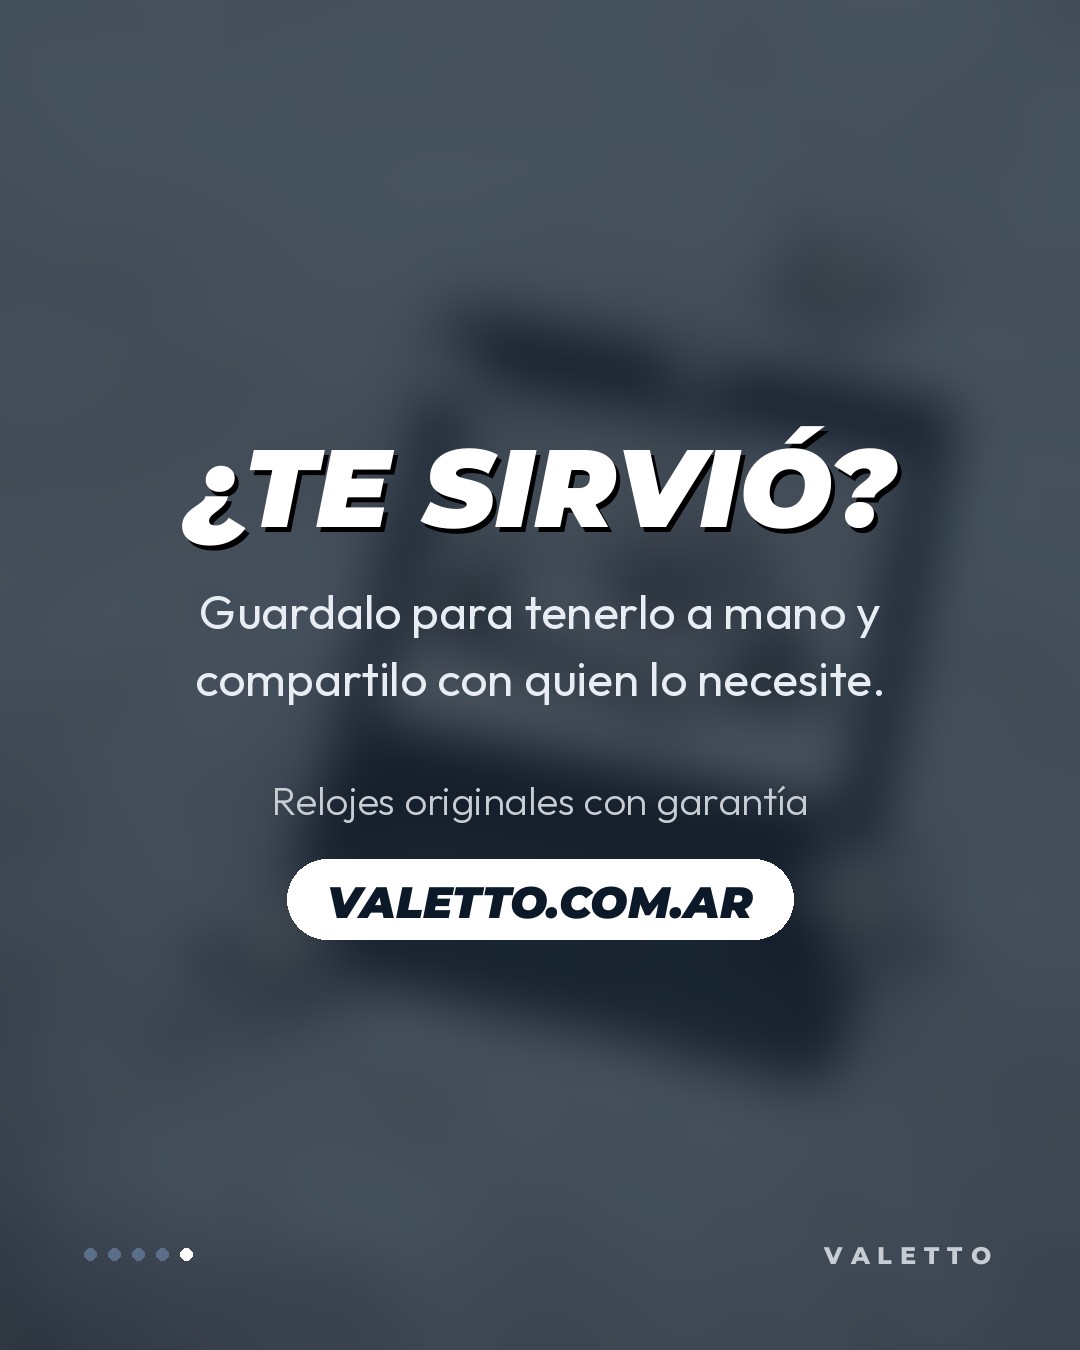 ¿TE SIRVIÓ?
Guardalo para tenerlo a mano y
compartilo con quien lo necesite.
Relojes originales con garantía
VALETTO.COM.AR
VALETTO